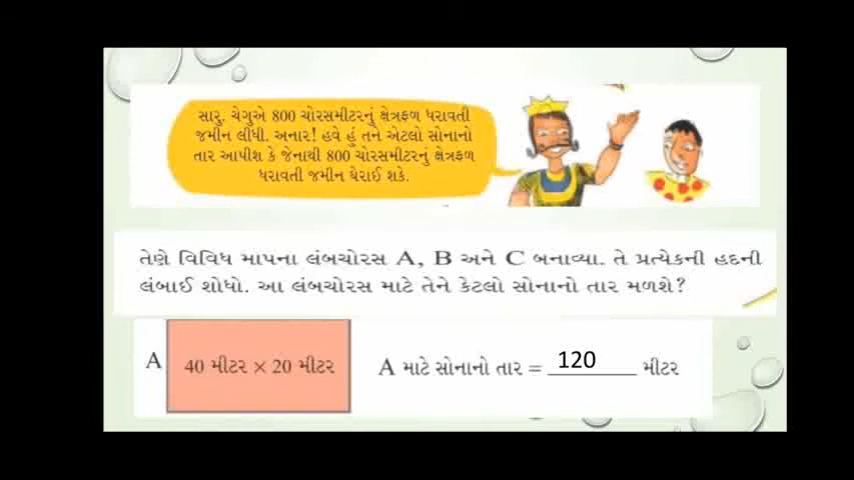 સારુ. ચેગુએ 800 ચોરસમીટરનું ક્ષેત્રફળ ધરાવતી
જમીન લીધી. અનાર! હવે હું તને એટલો સોનાનો
તાર આપીશ કે જેનાથી 800 ચોરસમીટરનું ક્ષેત્રફળ
ધરાવતી જમીન ઘેરાઈ શકે.
તેણે વિવિધ માપના લંબચોરસ A, B અને C બનાવ્યા. તે પ્રત્યેકની હદની
લંબાઈ શોધો. આ લંબચોરસ માટે તેને કેટલો સોનાનો તાર મળશે?
A 40 મીટર × 20 મીટર A માટે સોનાનો તાર = 120 મીટર